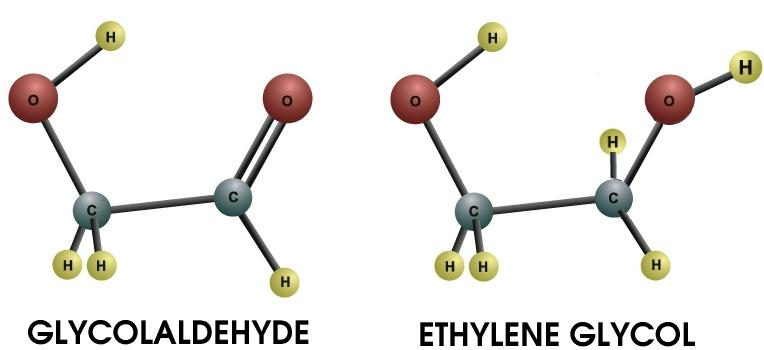 H H
H
O O O O
H
C C C C
H H H H H H
GLYCOLALDEHYDE ETHYLENE GLYCOL